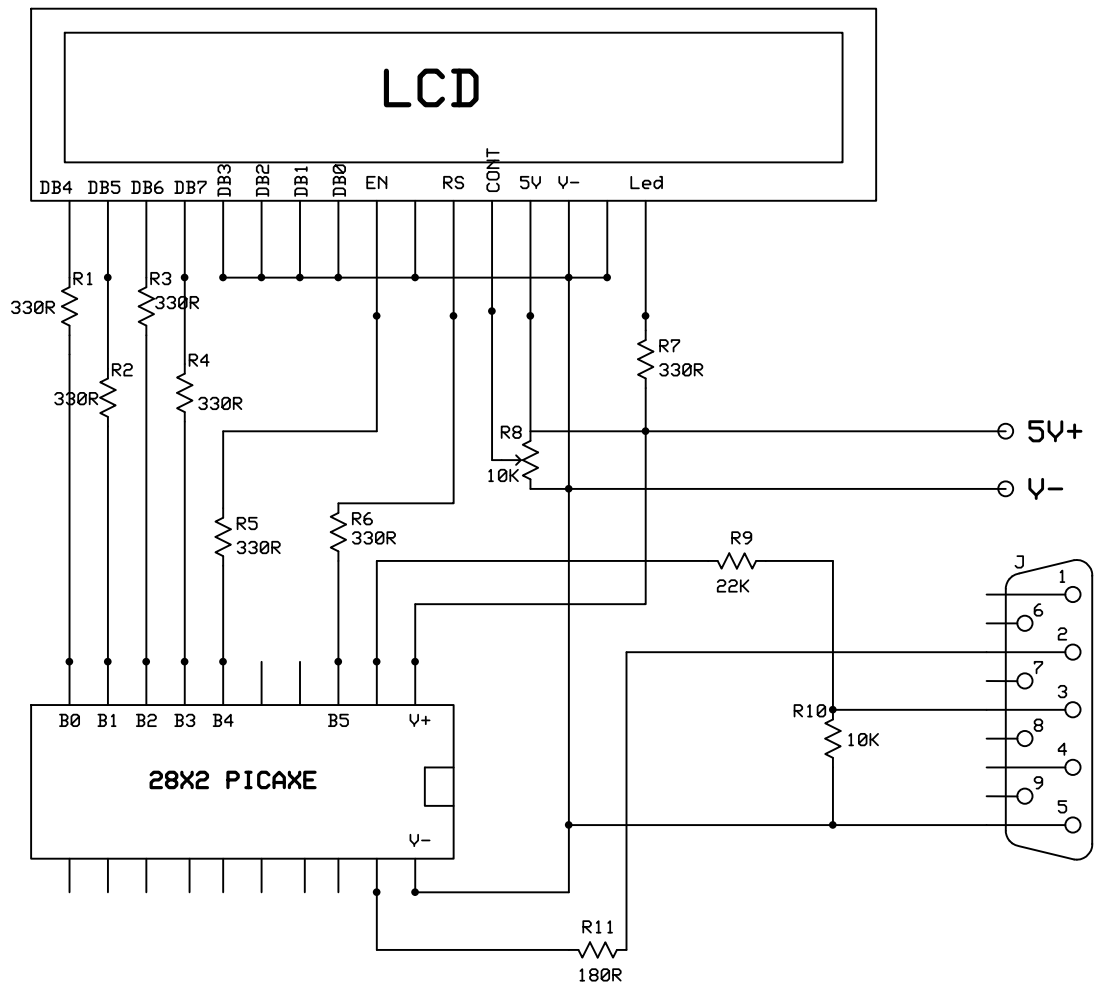 LCD
DB4 DB5 DB6 DB7 DB3 DB2 DB1 DB0 EN RS CONT 5V V- Led
R1
330R
R3
330R
R2
330R
R4
330R
R7
330R
R8
10K
5V+
V-
R5
330R
R6
330R
R9
22K
J
1
6
2
7
3
8
4
9
5
R10
10K
B0 B1 B2 B3 B4 B5 V+
28X2 PICAXE
V-
R11
180R